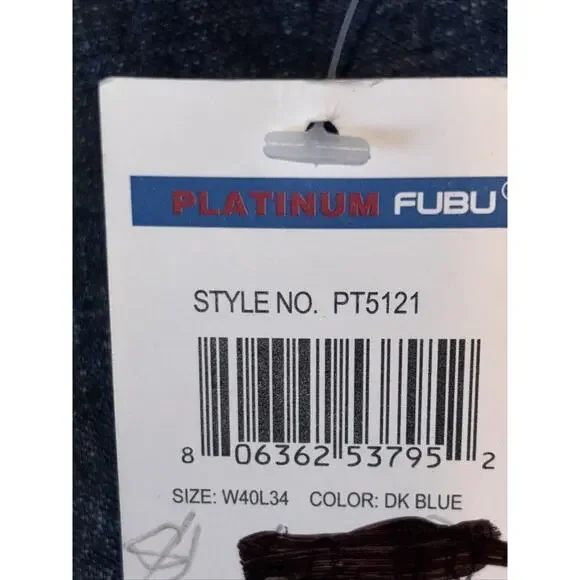 PLATINUM FUBU®
STYLE NO. PT5121
8 06362 53795 2
SIZE: W40L34 COLOR: DK BLUE